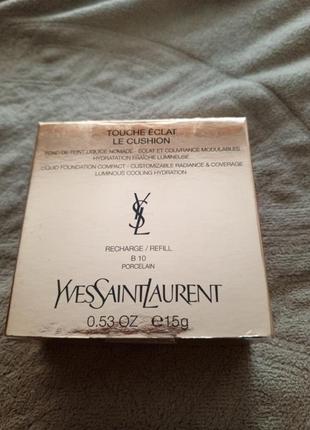 TOUCHE ÉCLAT
LE CUSHION
FOND DE TEINT LIQUIDE NOMADE - ÉCLAT ET COUVRANCE MODULABLES
HYDRATATION FRAÎCHE LUMINEUSE
LIQUID FOUNDATION COMPACT - CUSTOMIZABLE RADIANCE & COVERAGE
LUMINOUS COOLING HYDRATION
YSL
RECHARGE / REFILL
B 10
PORCELAIN
YVESSAINTLAURENT
0.53 OZ ℮15g